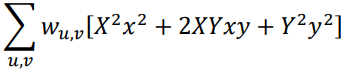 ∑_{u,v} w_{u,v}[X²x² + 2XYxy + Y²y²]